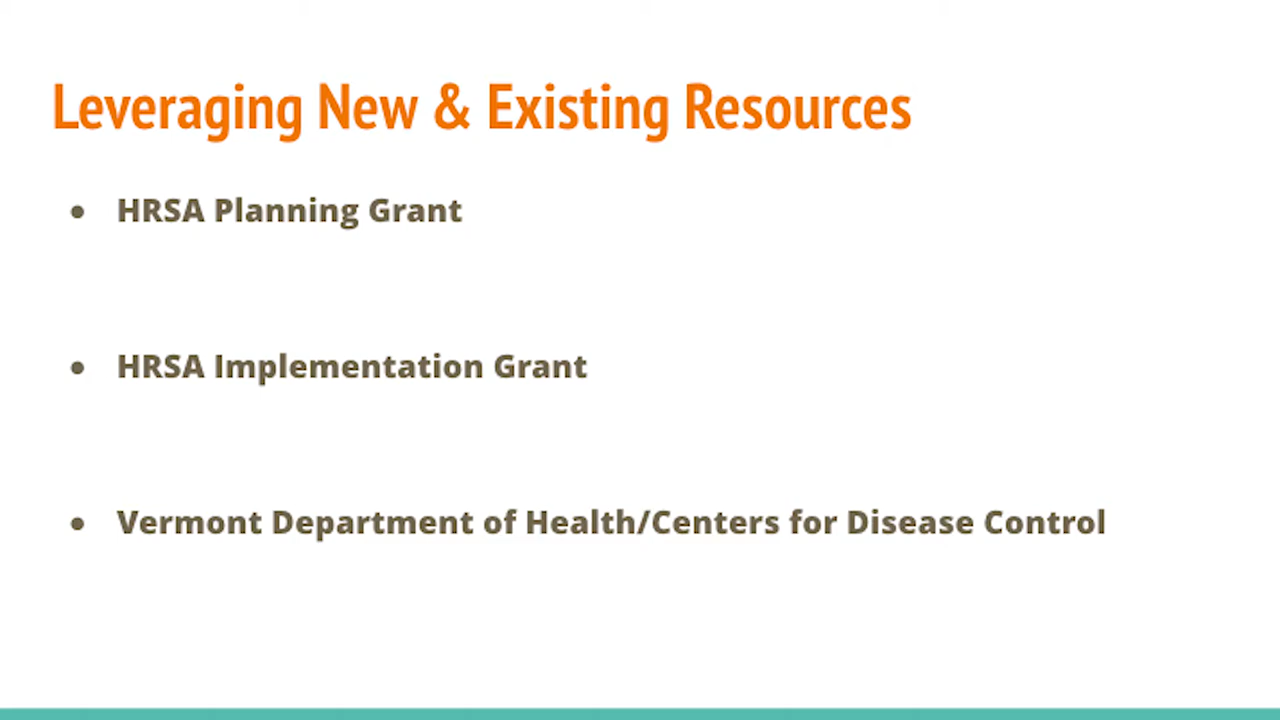 Leveraging New & Existing Resources
● HRSA Planning Grant
● HRSA Implementation Grant
● Vermont Department of Health/Centers for Disease Control